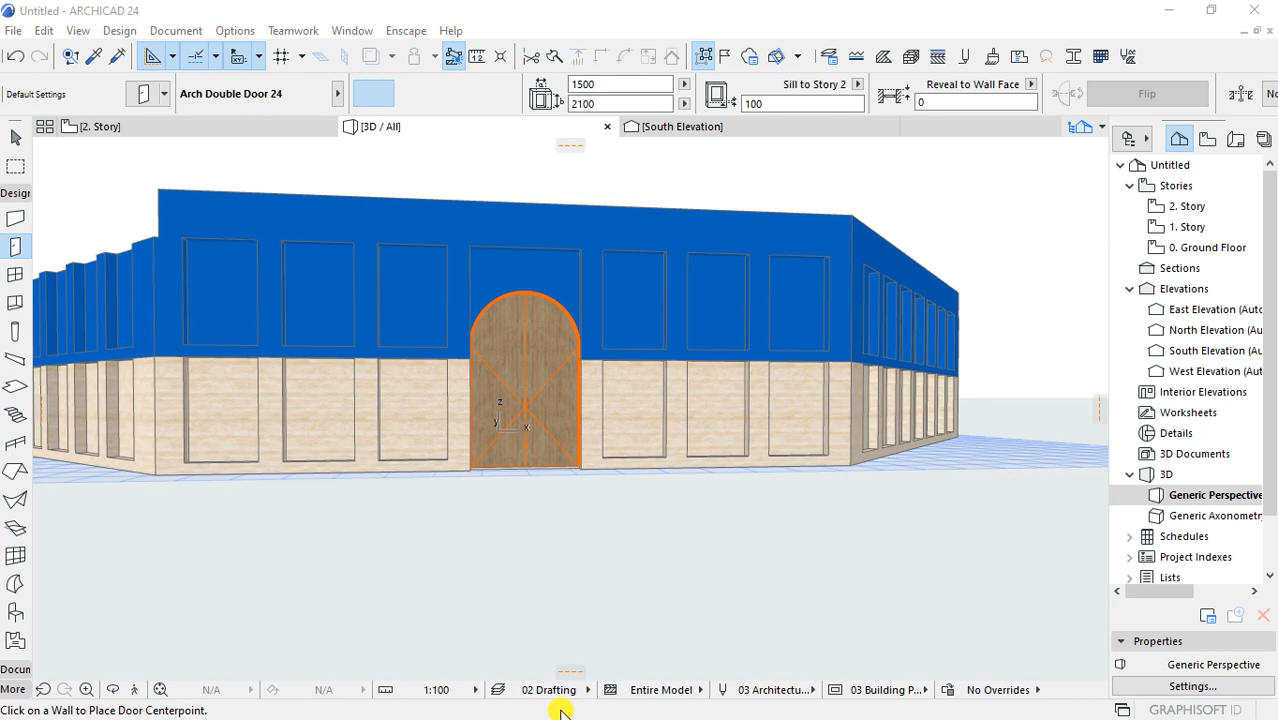 Untitled - ARCHICAD 24
File Edit View Design Document Options Teamwork Window Enscape Help
Default Settings
Arch Double Door 24
1500
2100
Sill to Story 2
100
Reveal to Wall Face
0
Flip
No
[2. Story]
[3D / All]
[South Elevation]
Design
Untitled
Stories
2. Story
1. Story
0. Ground Floor
Sections
Elevations
East Elevation (Aut
North Elevation (Au
South Elevation (Au
West Elevation (Aut
Interior Elevations
Worksheets
Details
3D Documents
3D
Generic Perspective
Generic Axonometr
Schedules
Project Indexes
Lists
z
y
x
Properties
Generic Perspective
Settings...
Docum
More
N/A
N/A
1:100
02 Drafting
Entire Model
03 Architectu...
03 Building P...
No Overrides
Click on a Wall to Place Door Centerpoint.
GRAPHISOFT ID